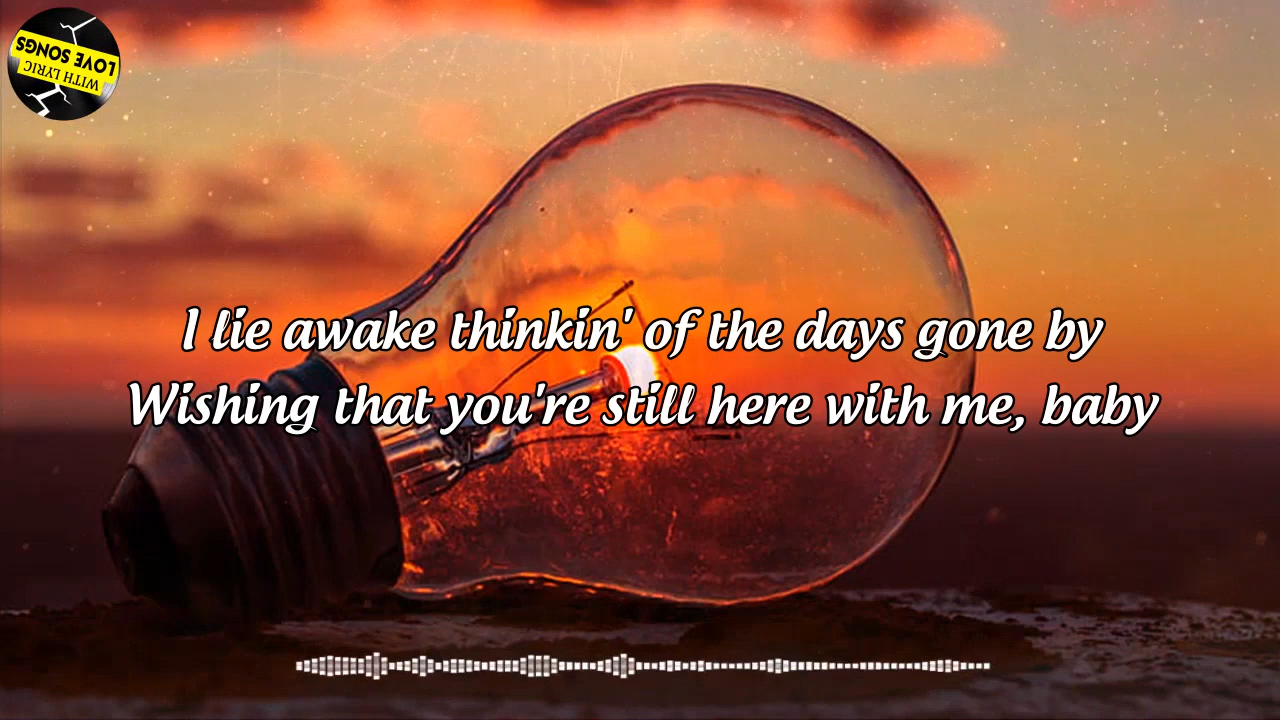 LOVE SONGS
WITH LYRIC
I lie awake thinkin' of the days gone by
Wishing that you're still here with me, baby